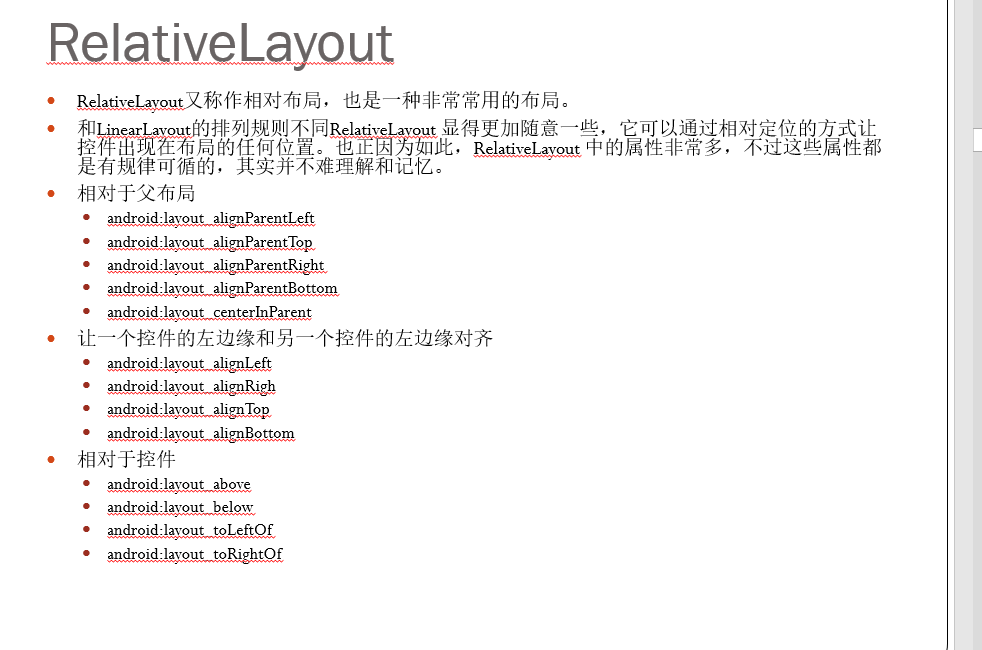 RelativeLayout
RelativeLayout又称作相对布局，也是一种非常常用的布局。
和LinearLayout的排列规则不同RelativeLayout 显得更加随意一些，它可以通过相对定位的方式让
控件出现在布局的任何位置。也正因为如此，RelativeLayout 中的属性非常多，不过这些属性都
是有规律可循的，其实并不难理解和记忆。
相对于父布局
android:layout_alignParentLeft
android:layout_alignParentTop
android:layout_alignParentRight
android:layout_alignParentBottom
android:layout_centerInParent
让一个控件的左边缘和另一个控件的左边缘对齐
android:layout_alignLeft
android:layout_alignRigh
android:layout_alignTop
android:layout_alignBottom
相对于控件
android:layout_above
android:layout_below
android:layout_toLeftOf
android:layout_toRightOf